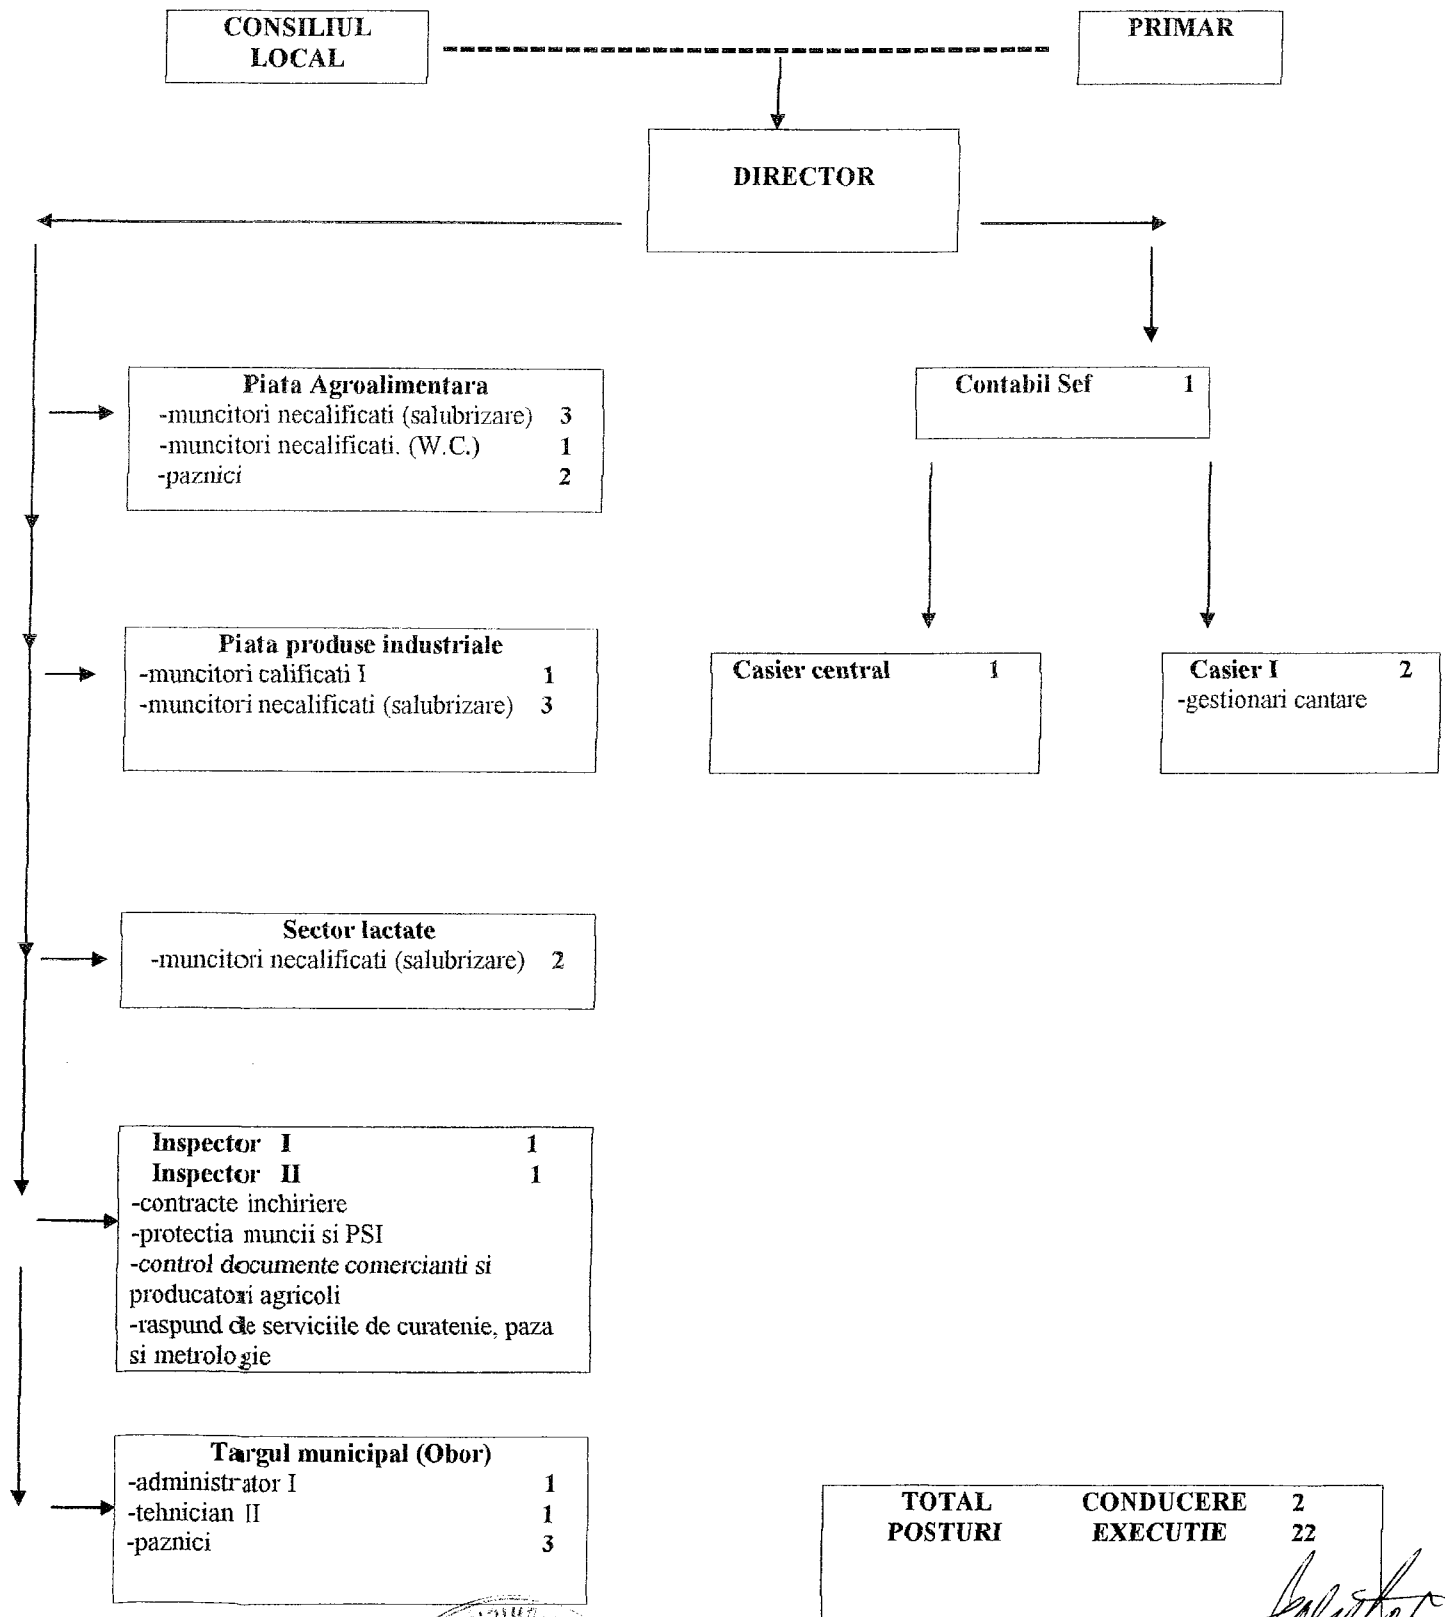 CONSILIUL
LOCAL
PRIMAR
DIRECTOR
Piata Agroalimentara
-muncitori necalificati (salubrizare) 3
-muncitori necalificati. (W.C.) 1
-paznici 2
Contabil Sef 1
Piata produse industriale
-muncitori calificati I 1
-muncitori necalificati (salubrizare) 3
Casier central 1
Casier I 2
-gestionari cantare
Sector lactate
-muncitori necalificati (salubrizare) 2
Inspector I 1
Inspector II 1
-contracte inchiriere
-protectia muncii si PSI
-control documente comercianti si
producatori agricoli
-raspund de serviciile de curatenie, paza
si metrologie
Targul municipal (Obor)
-administrator I 1
-tehnician II 1
-paznici 3
TOTAL CONDUCERE 2
POSTURI EXECUTIE 22